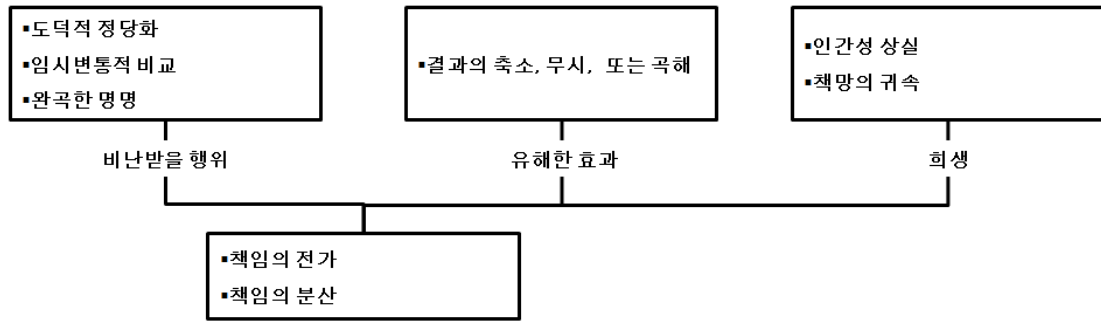 ▪도덕적 정당화
▪임시변통적 비교
▪완곡한 명명
▪결과의 축소, 무시, 또는 곡해
▪인간성 상실
▪책망의 귀속
비난받을 행위
유해한 효과
희생
▪책임의 전가
▪책임의 분산